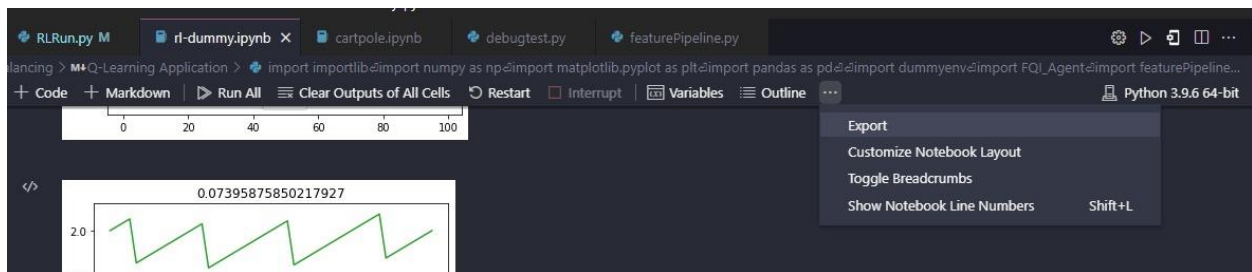 RLRun.py M rl-dummy.ipynb cartpole.ipynb debugtest.py featurePipeline.py
alancing > M↓Q-Learning Application > import importlib⏎import numpy as np⏎import matplotlib.pyplot as plt⏎import pandas as pd⏎⏎import dummyenv⏎import FQI_Agent⏎import featurePipeline...
+ Code + Markdown Run All Clear Outputs of All Cells Restart Interrupt Variables Outline ... Python 3.9.6 64-bit
0 20 40 60 80 100
Export
Customize Notebook Layout
Toggle Breadcrumbs
Show Notebook Line Numbers Shift+L
0.07395875850217927
2.0